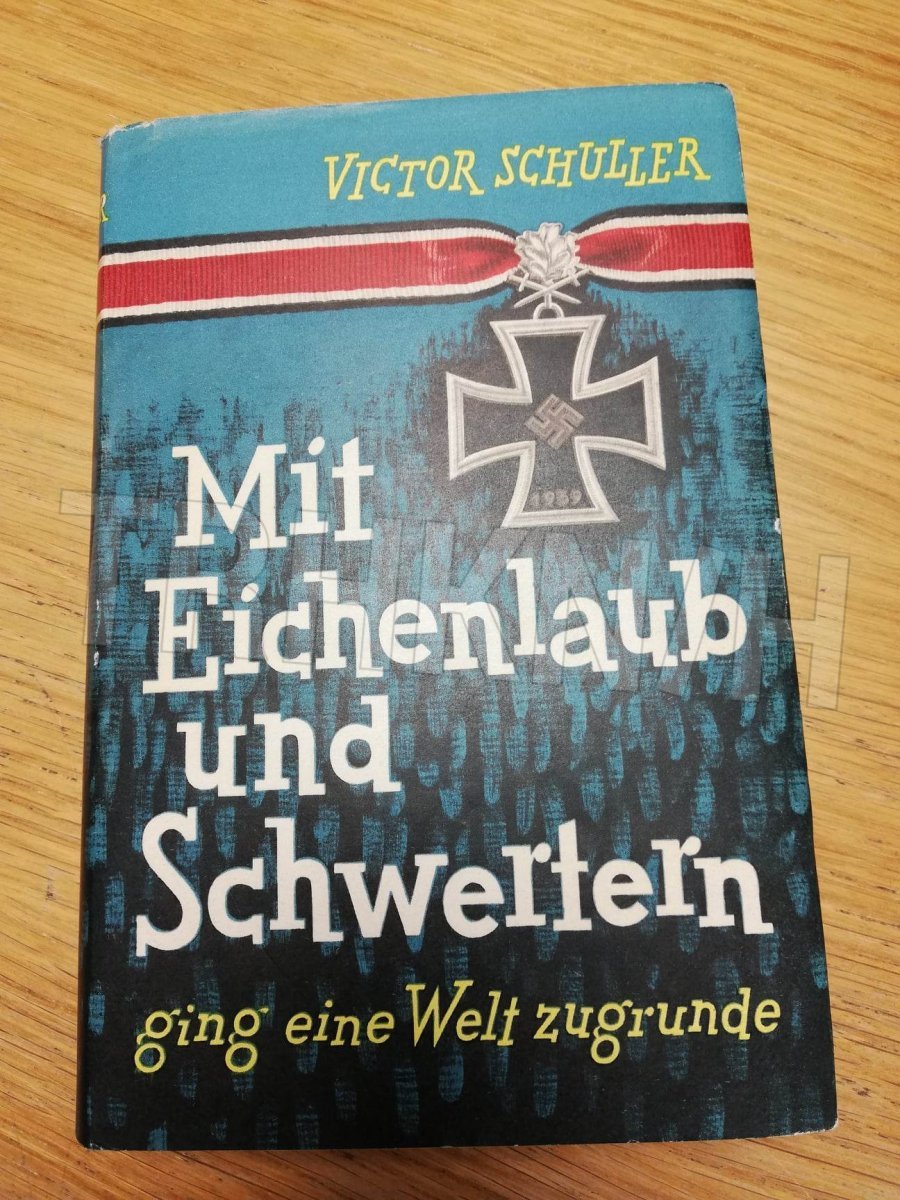 VICTOR SCHULLER
1939
Mit
Eichenlaub
und
Schwertern
ging eine Welt zugrunde
R